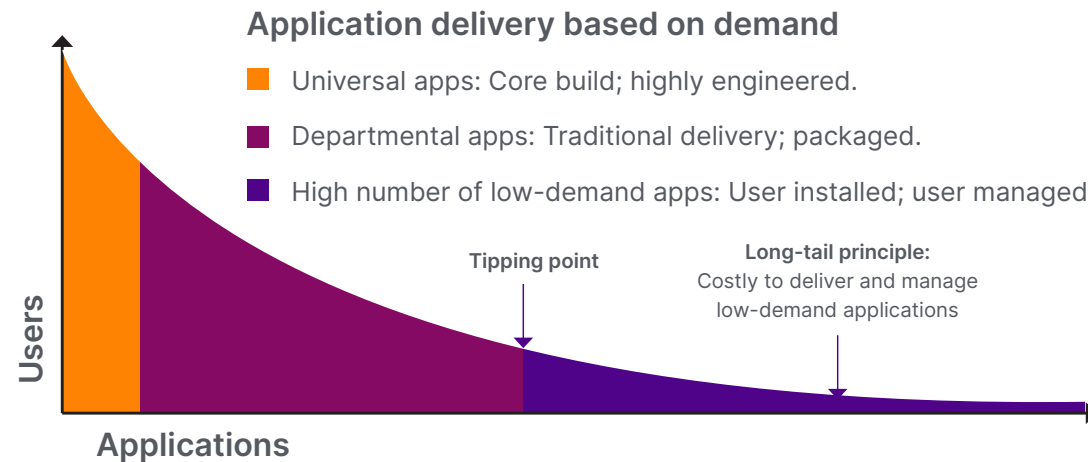 Application delivery based on demand
Universal apps: Core build; highly engineered.
Departmental apps: Traditional delivery; packaged.
High number of low-demand apps: User installed; user managed
Tipping point
Long-tail principle:
Costly to deliver and manage
low-demand applications
Users
Applications